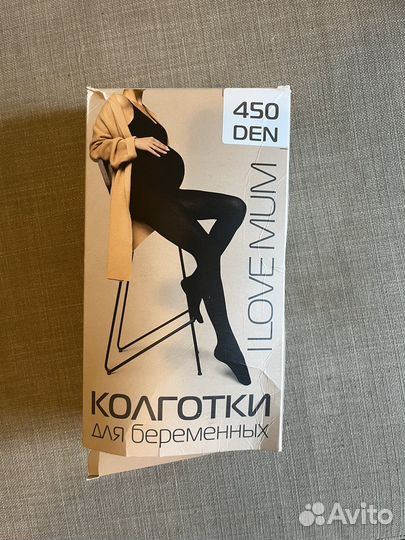 450
DEN
I LOVE MUM
КОЛГОТКИ
для беременных
Avito